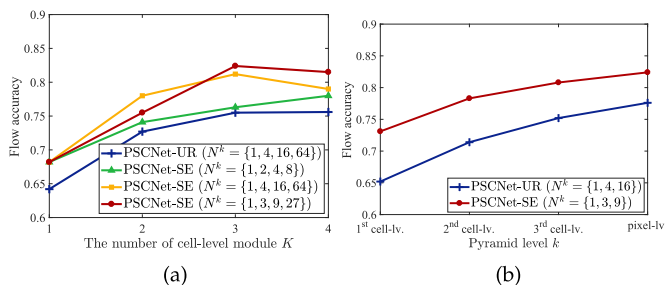 0.9
0.85
0.8
0.75
0.7
0.65
0.6
Flow accuracy
PSCNet-UR (N^k = {1, 4, 16, 64})
PSCNet-SE (N^k = {1, 2, 4, 8})
PSCNet-SE (N^k = {1, 4, 16, 64})
PSCNet-SE (N^k = {1, 3, 9, 27})
1 2 3 4
The number of cell-level module K
(a)
0.9
0.85
0.8
0.75
0.7
0.65
0.6
Flow accuracy
PSCNet-UR (N^k = {1, 4, 16})
PSCNet-SE (N^k = {1, 3, 9})
1st cell-lv. 2nd cell-lv. 3rd cell-lv. pixel-lv
Pyramid level k
(b)